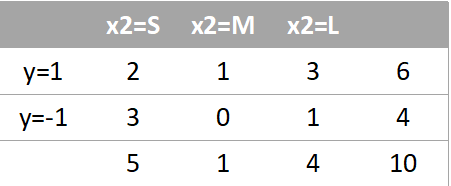 x2=S x2=M x2=L
y=1 2 1 3 6
y=-1 3 0 1 4
5 1 4 10